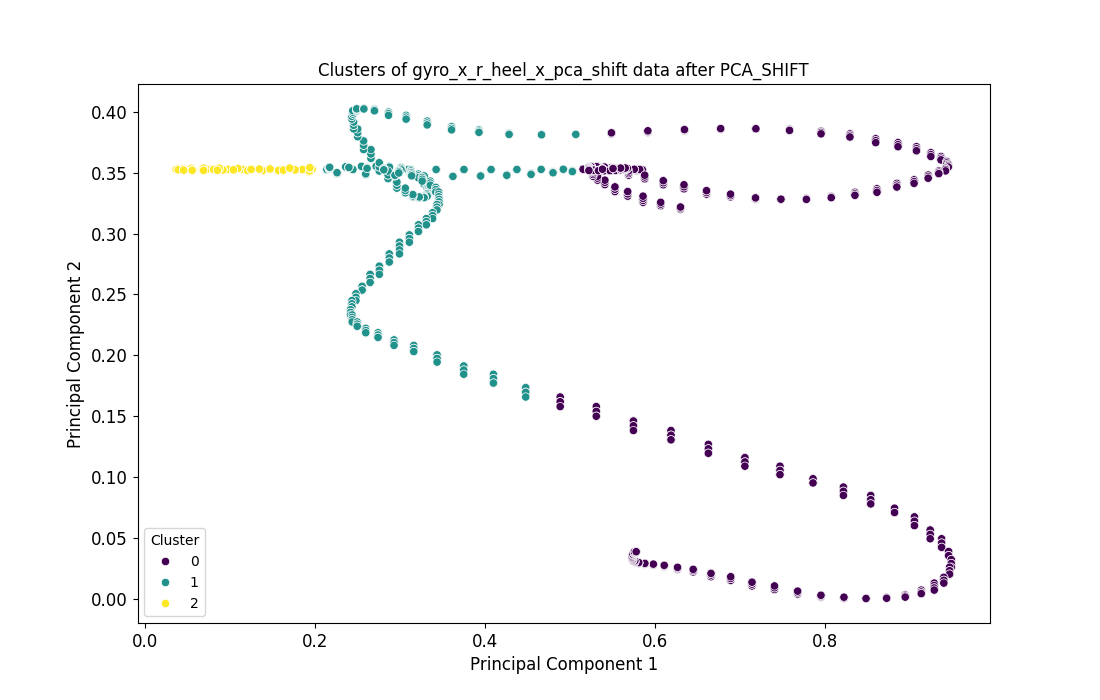 Clusters of gyro_x_r_heel_x_pca_shift data after PCA_SHIFT
Principal Component 2
0.40
0.35
0.30
0.25
0.20
0.15
0.10
0.05
0.00
Cluster
0
1
2
0.0 0.2 0.4 0.6 0.8
Principal Component 1